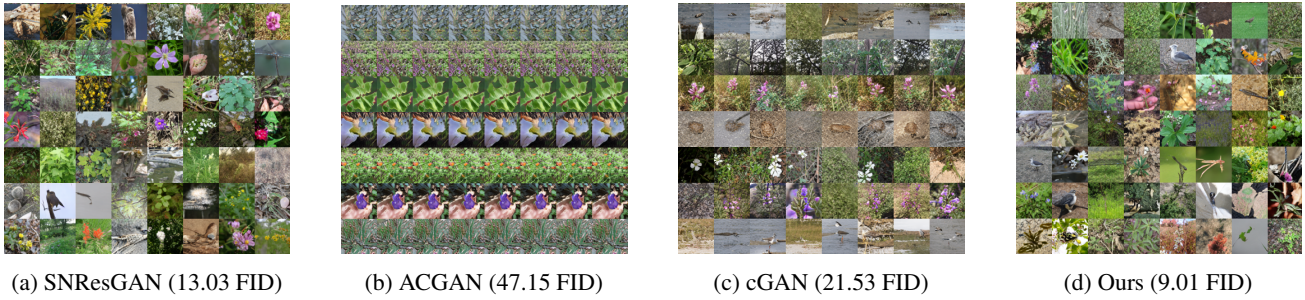 (a) SNResGAN (13.03 FID)
(b) ACGAN (47.15 FID)
(c) cGAN (21.53 FID)
(d) Ours (9.01 FID)